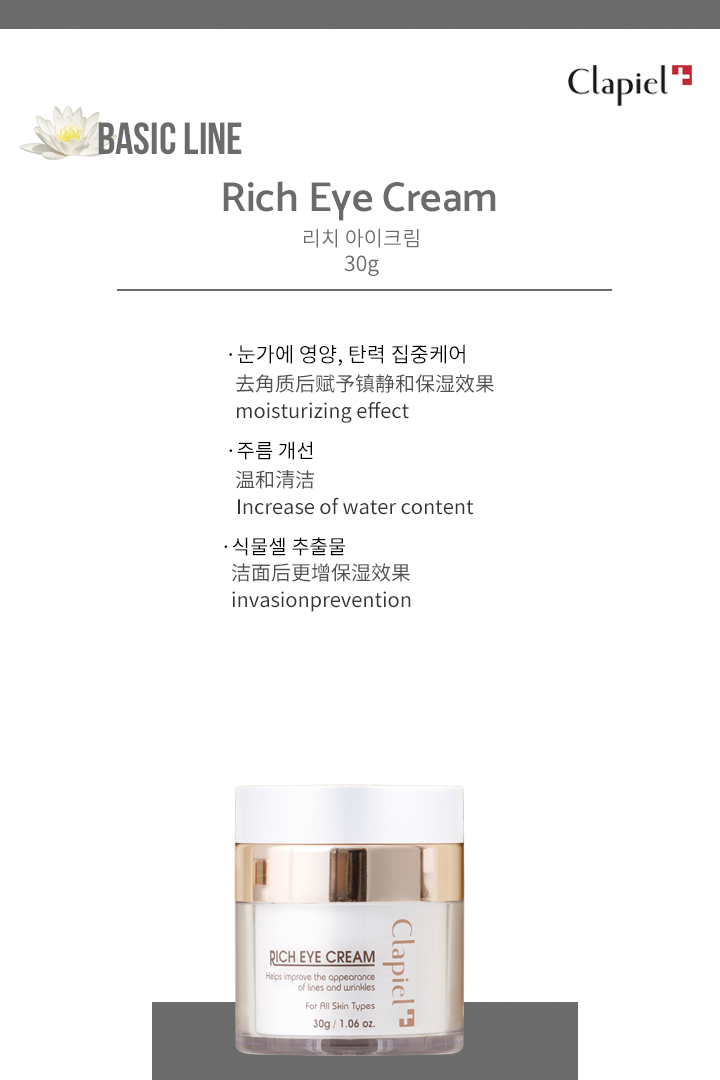 Clapiel
BASIC LINE
Rich Eye Cream
리치 아이크림
30g
· 눈가에 영양, 탄력 집중케어
去角质后赋予镇静和保湿效果
moisturizing effect
· 주름 개선
温和清洁
Increase of water content
· 식물셀 추출물
洁面后更增保湿效果
invasionprevention
RICH EYE CREAM
Helps improve the appearance
of lines and wrinkles
For All Skin Types
30g / 1.06 oz.
Clapiel